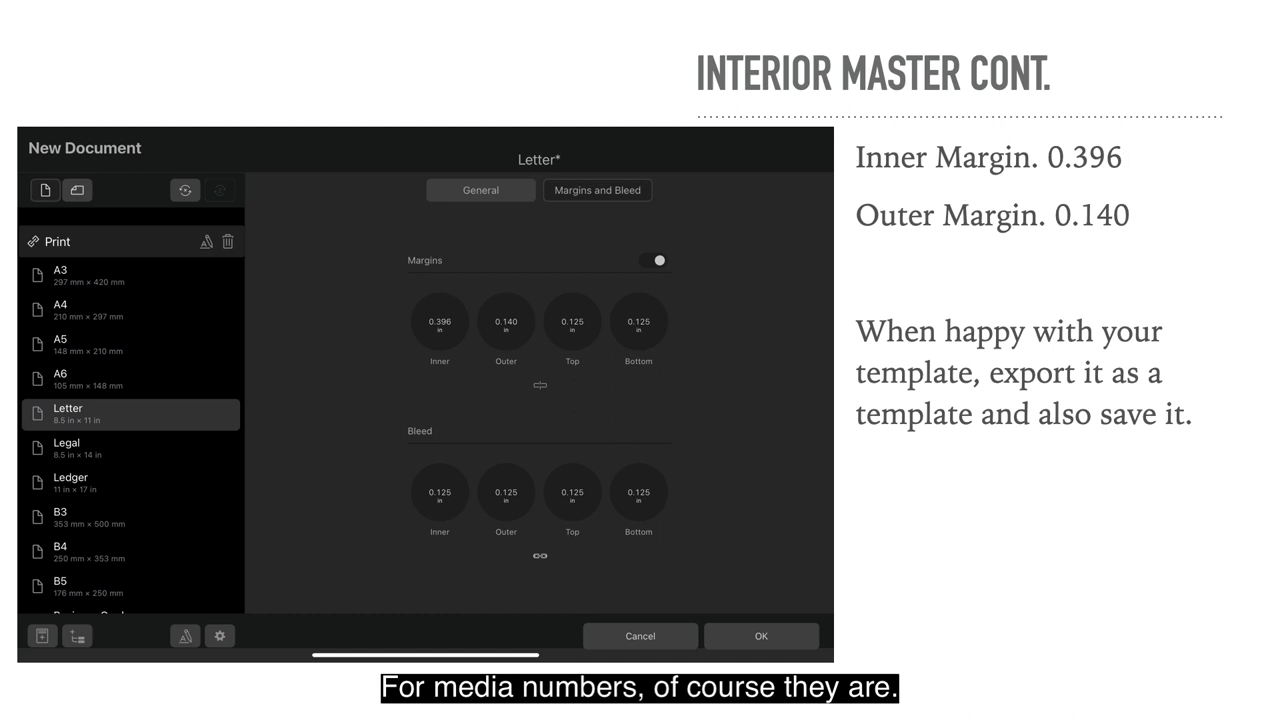 INTERIOR MASTER CONT.
New Document
Letter*
General
Margins and Bleed
Print
A3
297 mm × 420 mm
A4
210 mm × 297 mm
A5
148 mm × 210 mm
A6
105 mm × 148 mm
Letter
8.5 in × 11 in
Legal
8.5 in × 14 in
Ledger
11 in × 17 in
B3
353 mm × 500 mm
B4
250 mm × 353 mm
B5
176 mm × 250 mm
Margins
0.396 in 0.140 in 0.125 in 0.125 in
Inner Outer Top Bottom
Bleed
0.125 in 0.125 in 0.125 in 0.125 in
Inner Outer Top Bottom
Cancel
OK
Inner Margin. 0.396
Outer Margin. 0.140
When happy with your
template, export it as a
template and also save it.
For media numbers, of course they are.